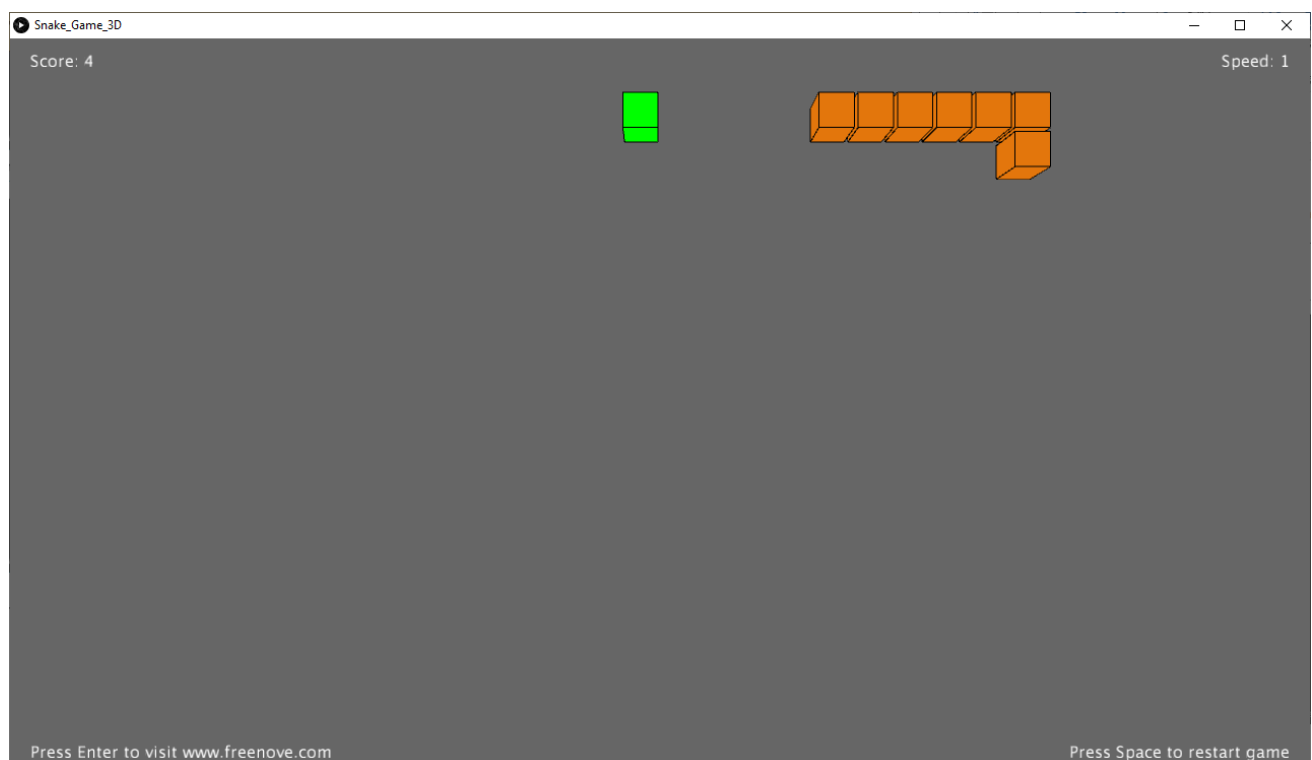 Snake_Game_3D
Score: 4
Speed: 1
Press Enter to visit www.freenove.com
Press Space to restart game